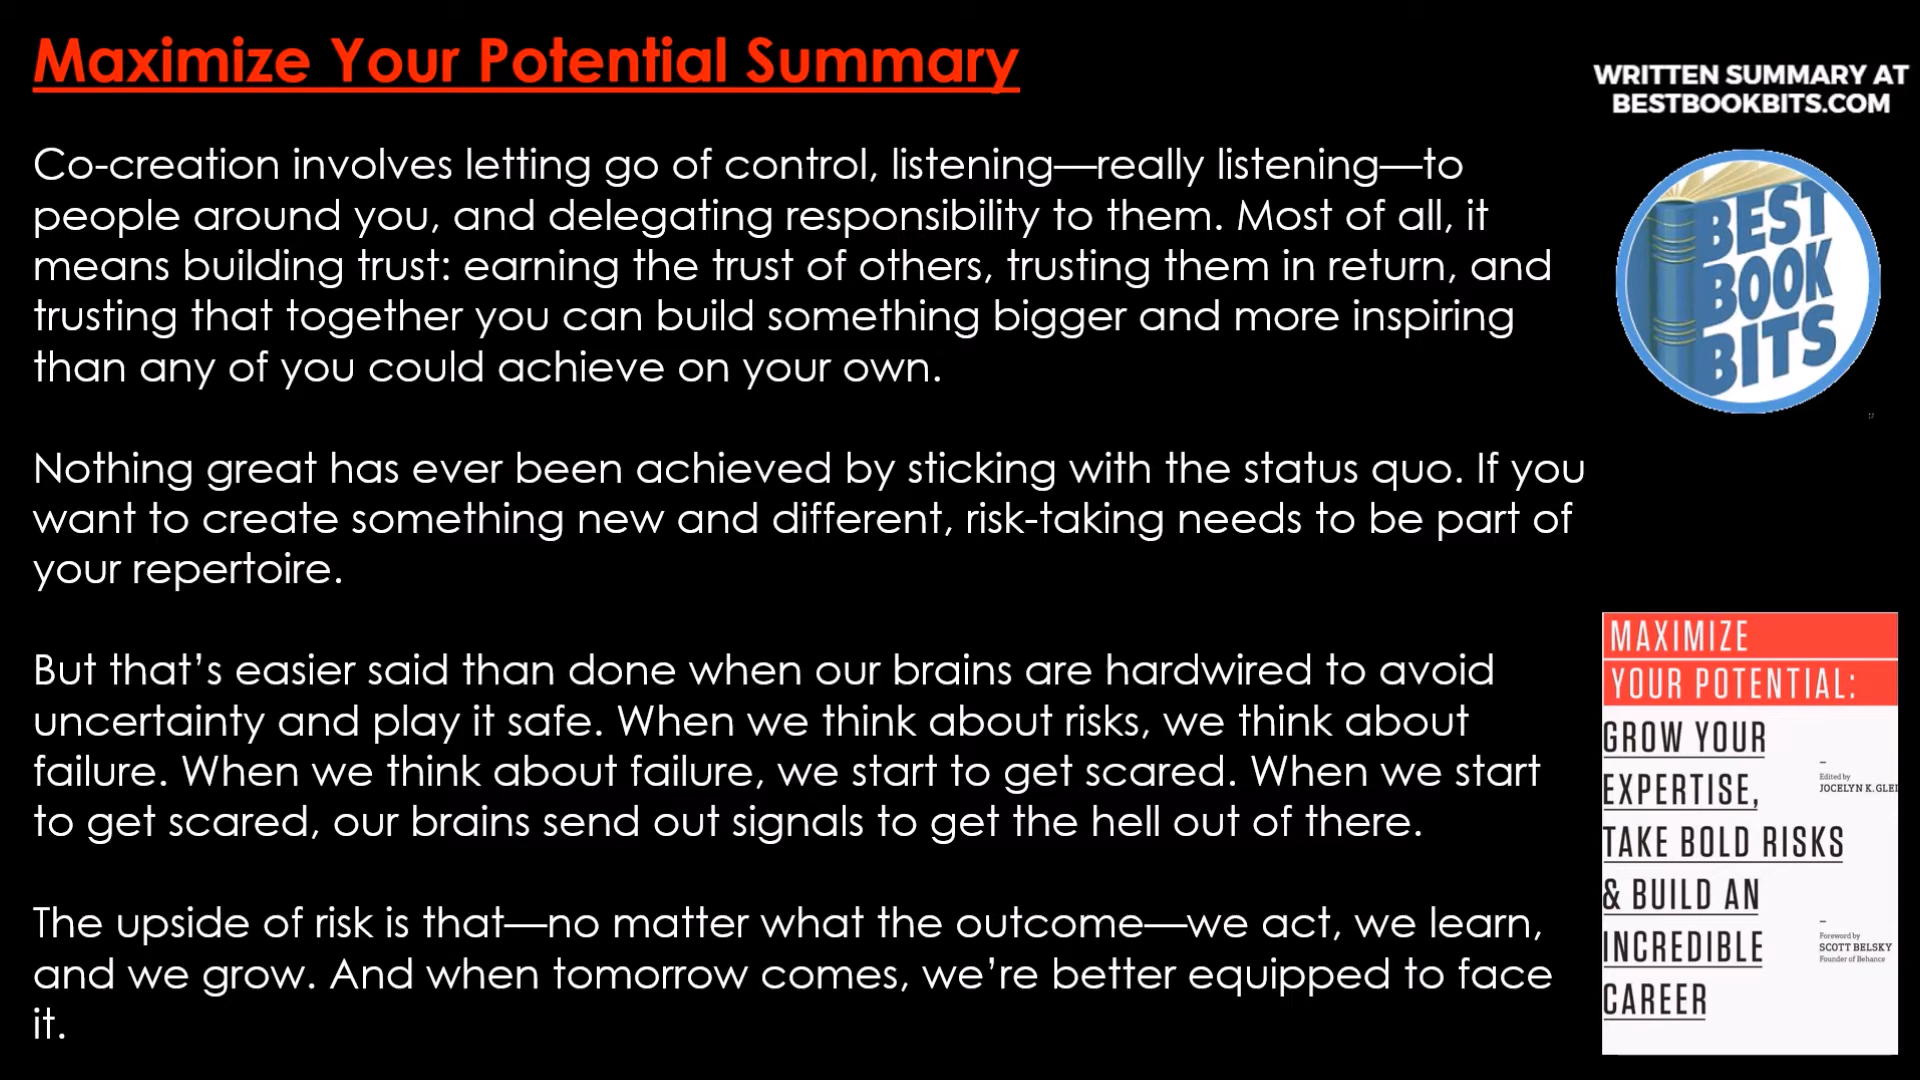 Maximize Your Potential Summary
WRITTEN SUMMARY AT
BESTBOOKBITS.COM
Co-creation involves letting go of control, listening—really listening—to
people around you, and delegating responsibility to them. Most of all, it
means building trust: earning the trust of others, trusting them in return, and
trusting that together you can build something bigger and more inspiring
than any of you could achieve on your own.
Nothing great has ever been achieved by sticking with the status quo. If you
want to create something new and different, risk-taking needs to be part of
your repertoire.
But that’s easier said than done when our brains are hardwired to avoid
uncertainty and play it safe. When we think about risks, we think about
failure. When we think about failure, we start to get scared. When we start
to get scared, our brains send out signals to get the hell out of there.
The upside of risk is that—no matter what the outcome—we act, we learn,
and we grow. And when tomorrow comes, we’re better equipped to face
it.
BEST
BOOK
BITS
MAXIMIZE
YOUR POTENTIAL:
GROW YOUR
EXPERTISE,
TAKE BOLD RISKS
& BUILD AN
INCREDIBLE
CAREER
Edited by
JOCELYN K. GLEI
Foreword by
SCOTT BELSKY
Founder of Behance